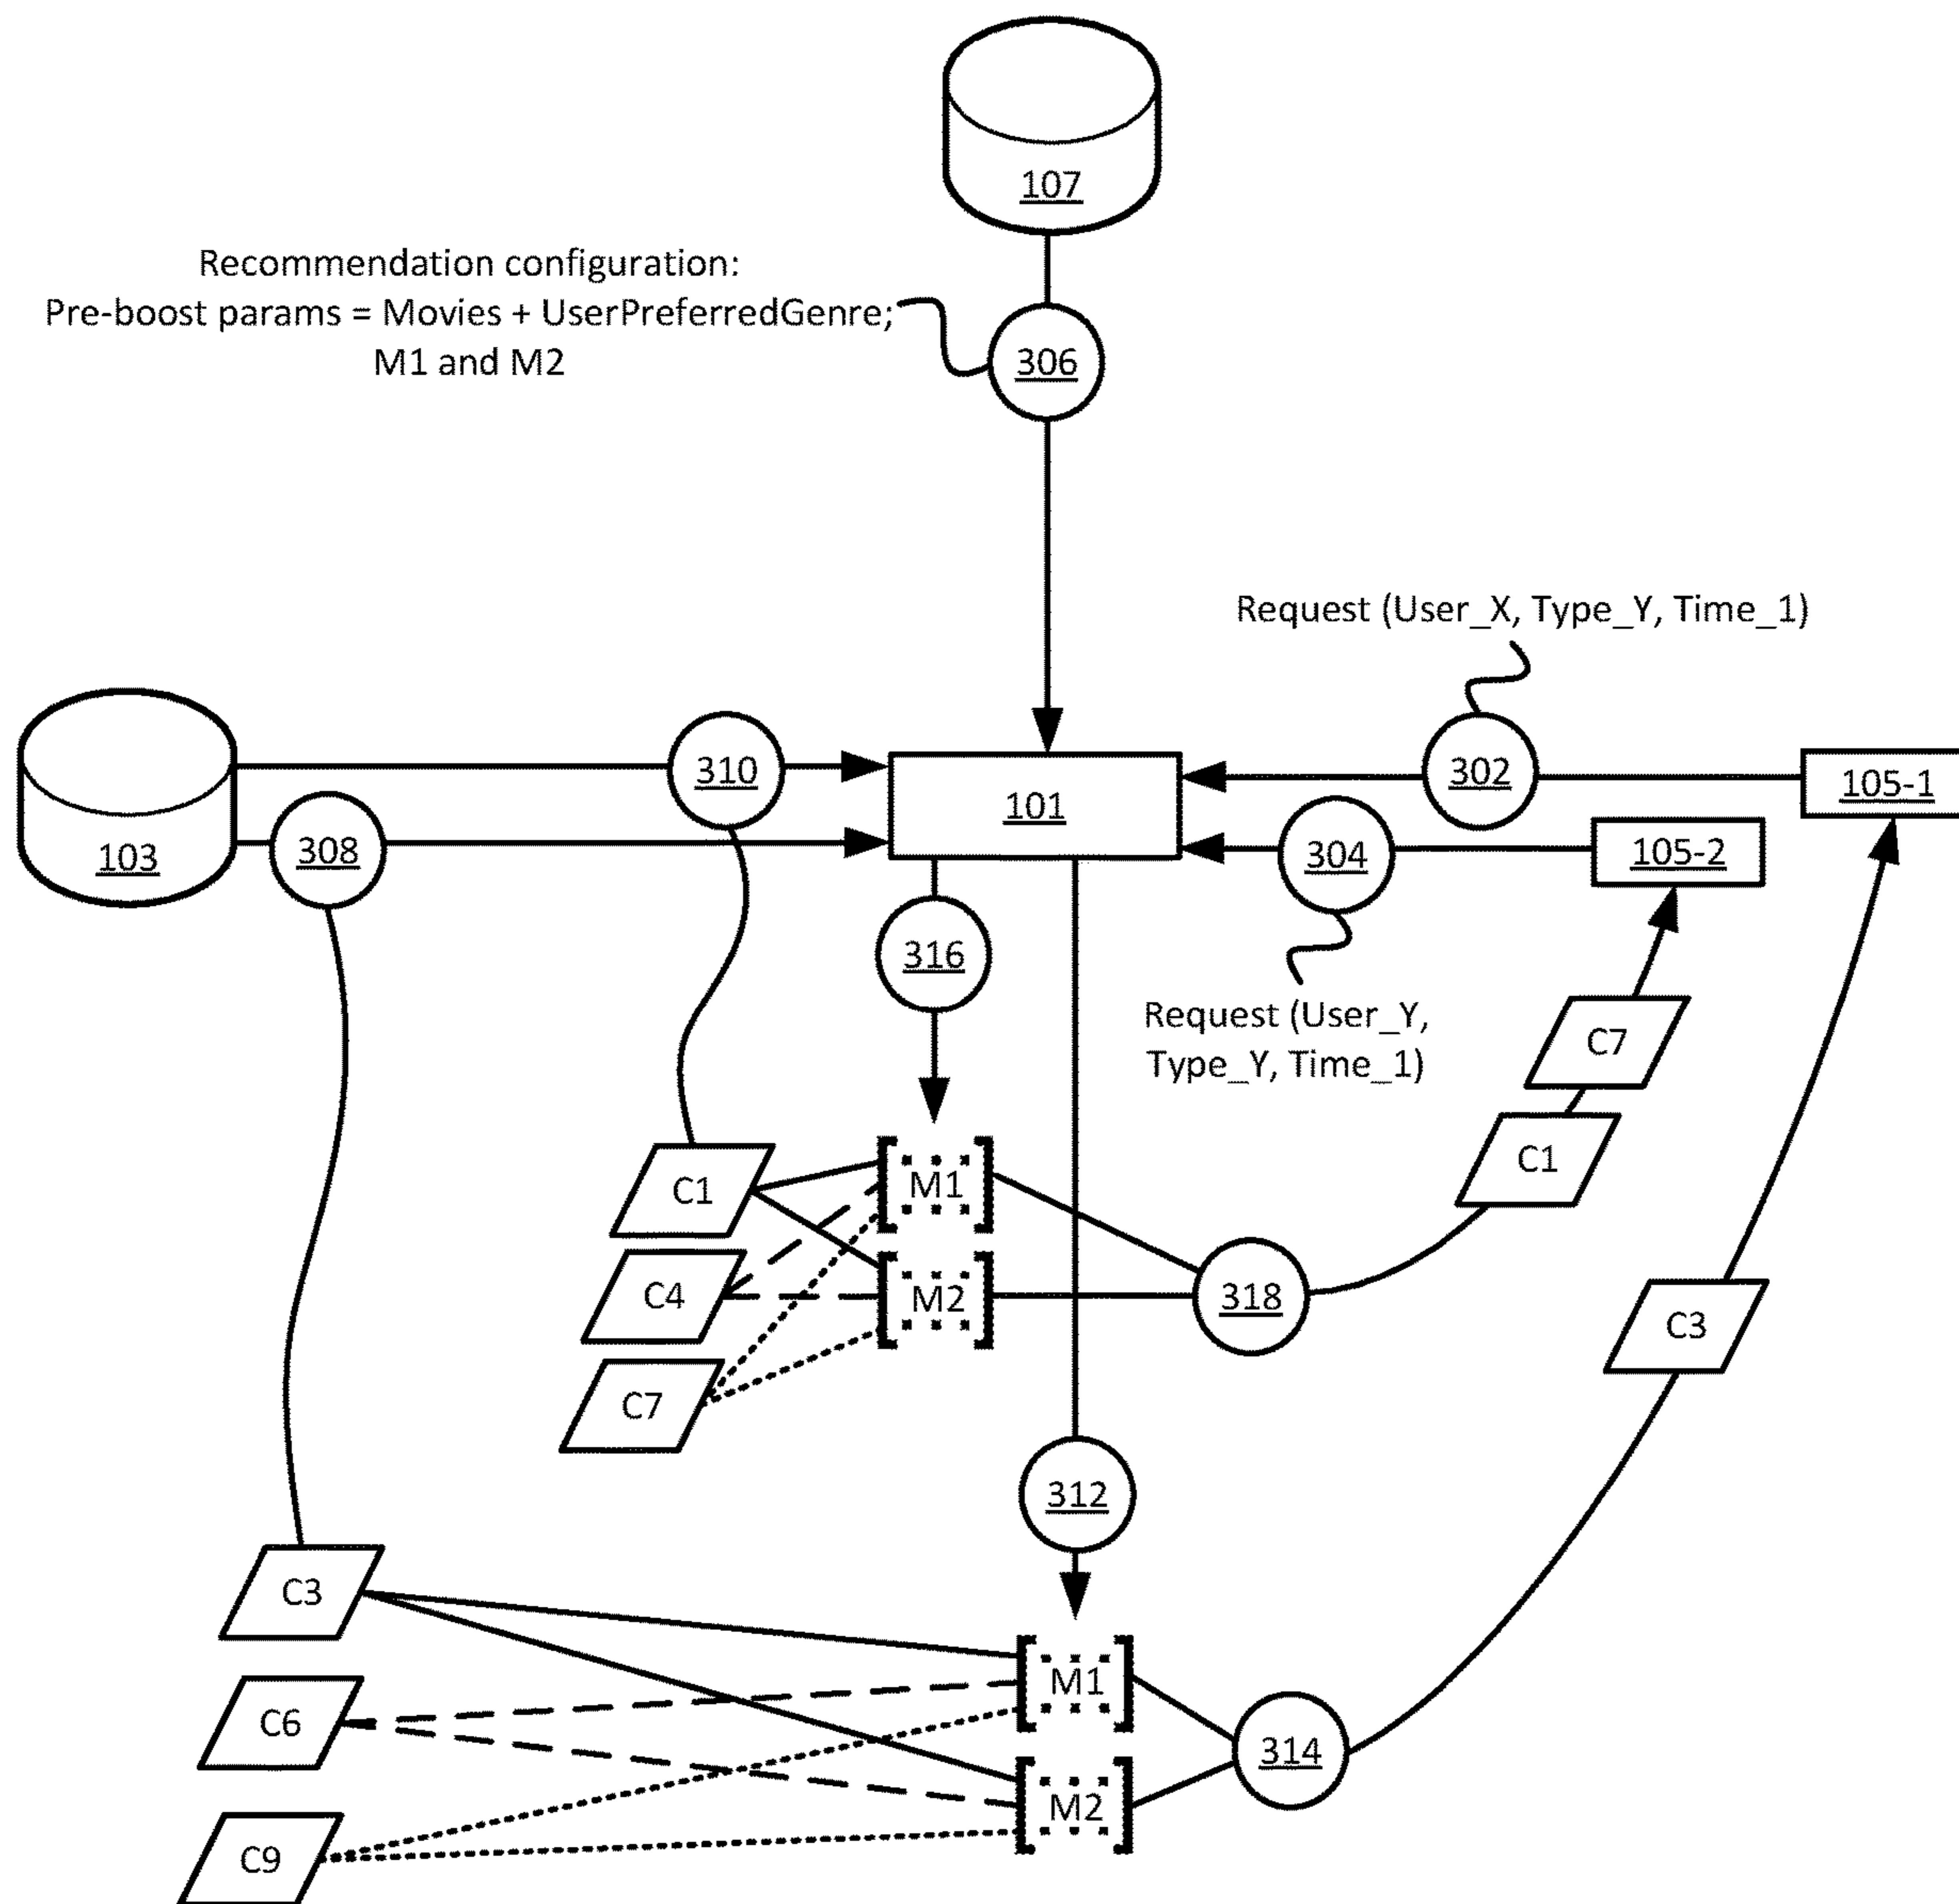 107
Recommendation configuration:
Pre-boost params = Movies + UserPreferredGenre;
M1 and M2
306
Request (User_X, Type_Y, Time_1)
310
302
105-1
101
103
308
304
105-2
316
Request (User_Y,
Type_Y, Time_1)
C7
C1
C1
M1
C4
M2
318
C3
C7
312
C3
M1
C6
314
M2
C9